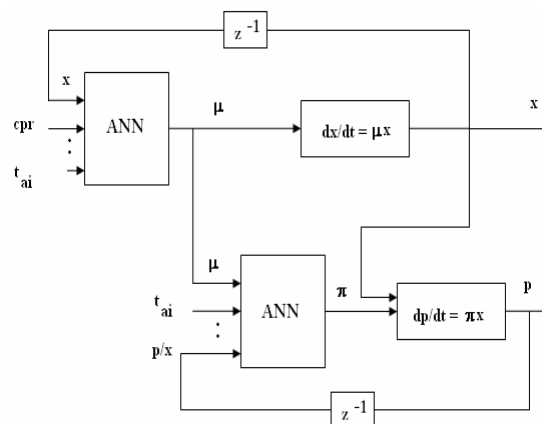 z -1
x
ANN
μ
cpr
dx/dt = μx
x
:
t ai
μ
π
p
t ai
ANN
dp/dt = πx
:
p/x
z -1